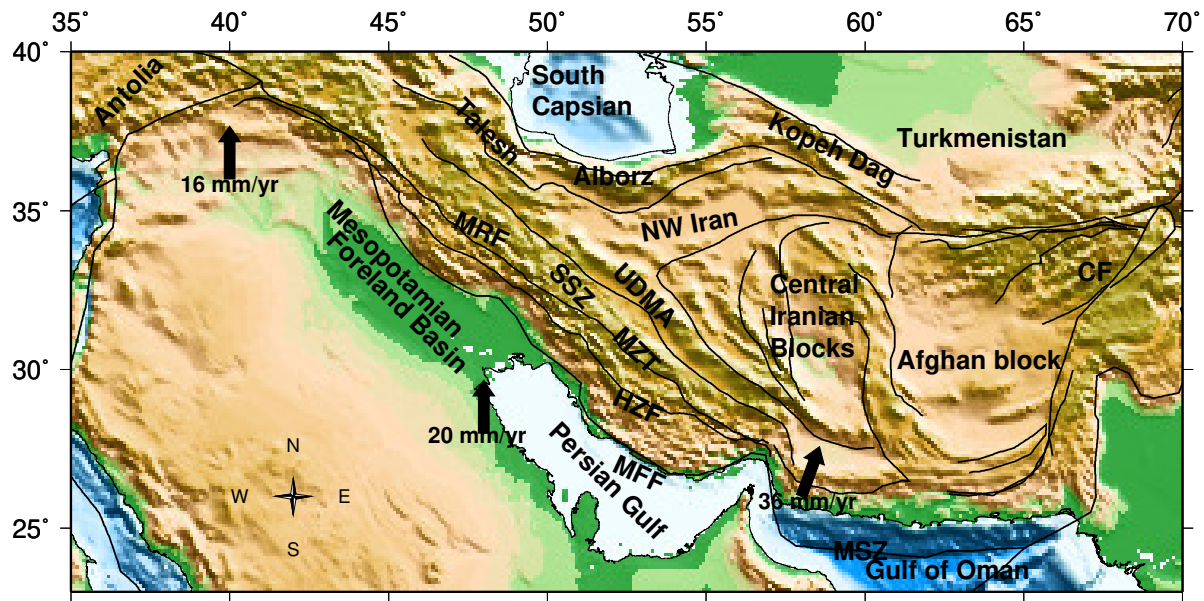 35˚ 40˚ 45˚ 50˚ 55˚ 60˚ 65˚ 70˚
40˚
35˚
30˚
25˚
Antolia
South
Capsian
Talesh
Kopeh Dag
Turkmenistan
Alborz
16 mm/yr
NW Iran
Mesopotamian
Foreland Basin
MRF
SSZ
UDMA
MZT
HZF
Central
Iranian
Blocks
CF
Afghan block
20 mm/yr
MFF
Persian Gulf
36 mm/yr
MSZ
Gulf of Oman
N
W E
S